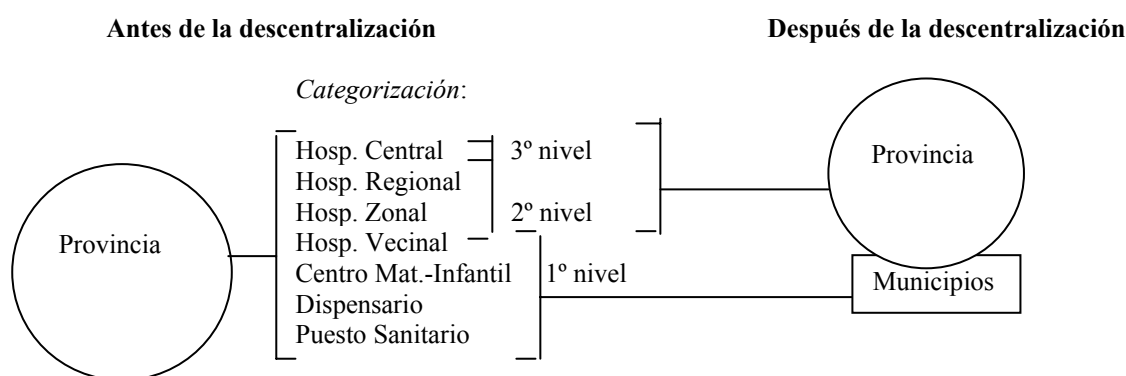 Antes de la descentralización
Después de la descentralización
Categorización:
Hosp. Central 3º nivel
Hosp. Regional
Hosp. Zonal 2º nivel
Hosp. Vecinal
Centro Mat.-Infantil 1º nivel
Dispensario
Puesto Sanitario
Provincia
Provincia
Municipios